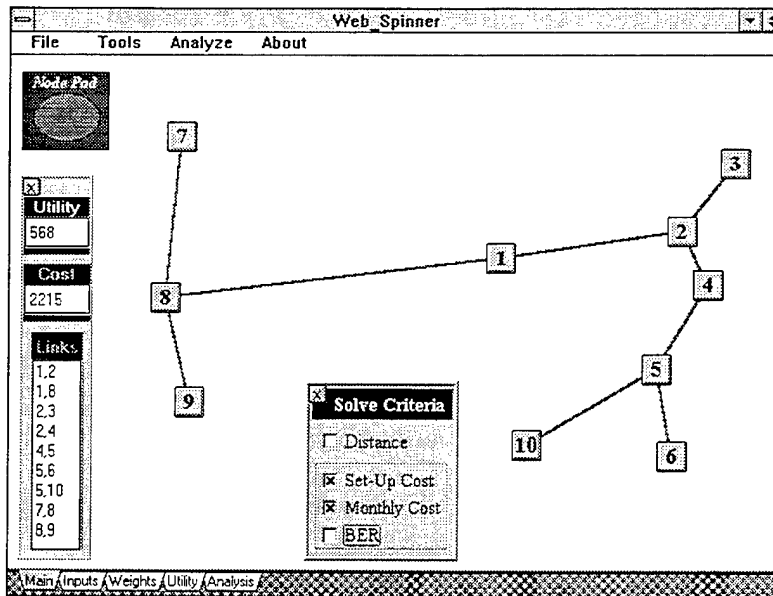 Web_Spinner
File Tools Analyze About
Node Pad
7
3
2
1
4
8
5
9
10
6
x
Utility
568
Cost
2215
Links
1,2
1,8
2,3
2,4
4,5
5,6
5,10
7,8
8,9
x
Solve Criteria
Distance
x Set-Up Cost
x Monthly Cost
BER
Main Inputs Weights Utility Analysis